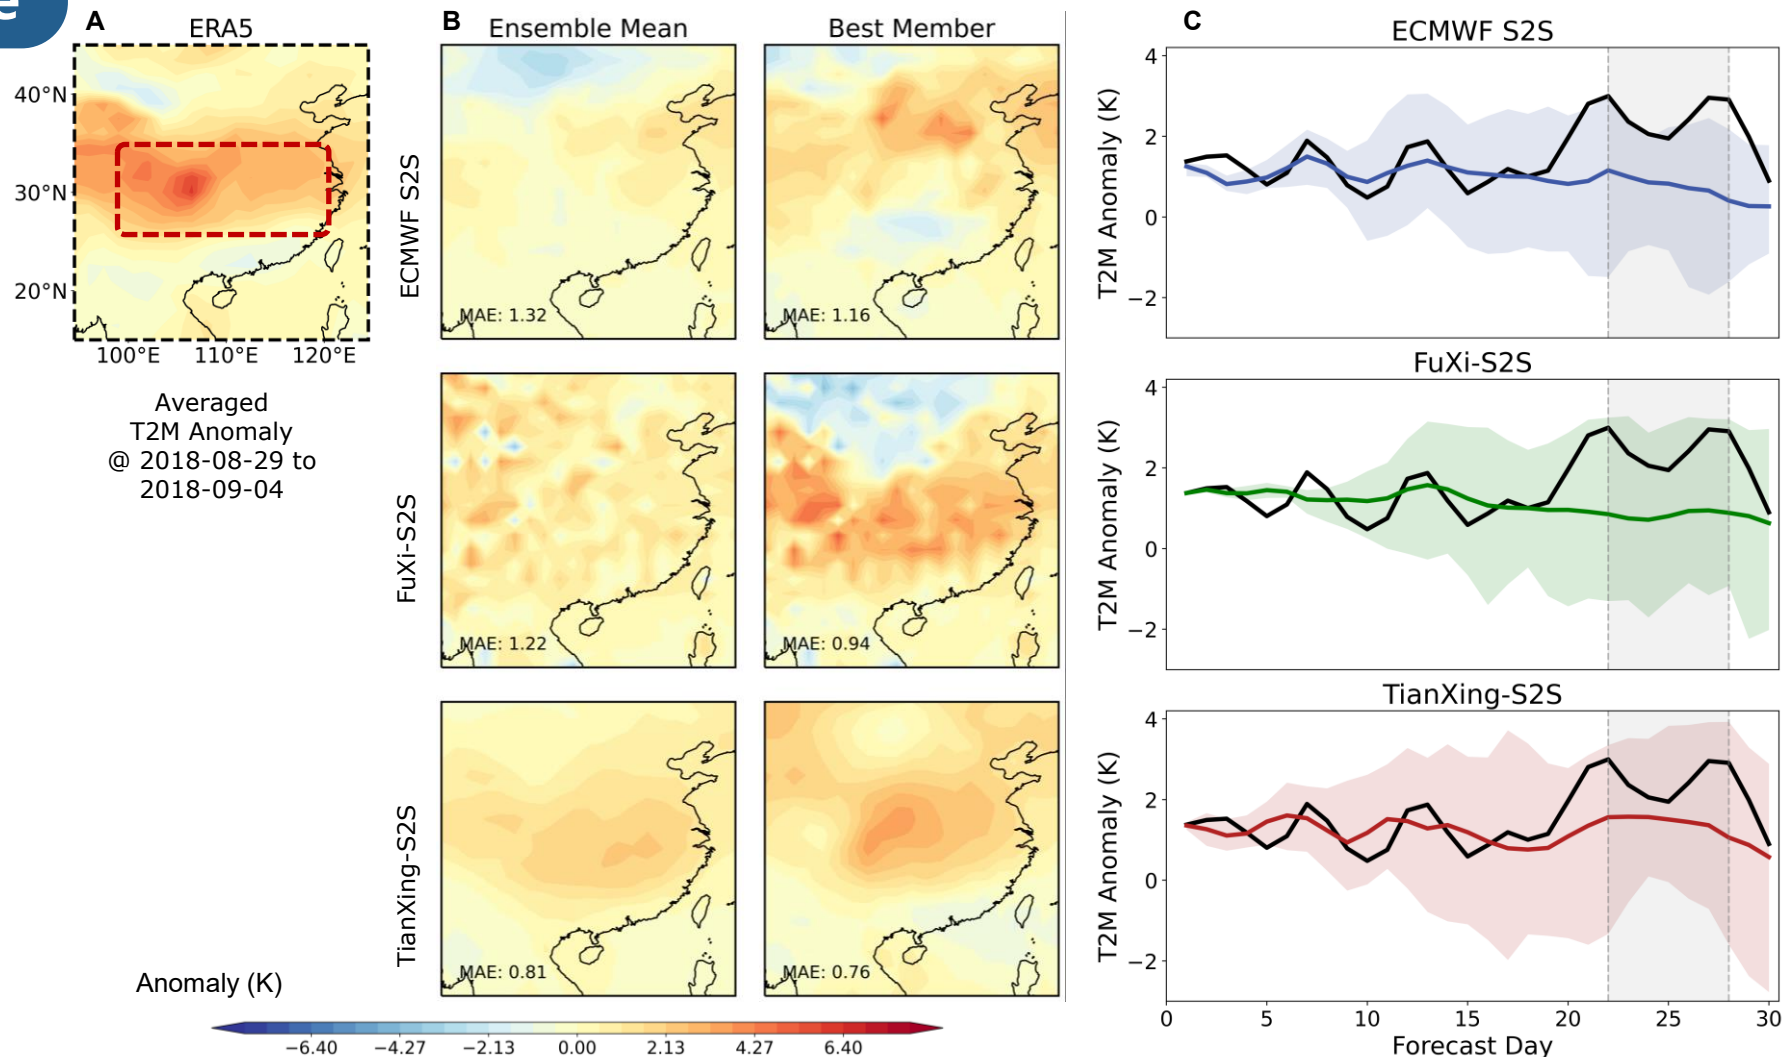 e
A
ERA5
40°N
30°N
20°N
100°E 110°E 120°E
Averaged
T2M Anomaly
@ 2018-08-29 to
2018-09-04
Anomaly (K)
−6.40 −4.27 −2.13 0.00 2.13 4.27 6.40
B
Ensemble Mean
Best Member
ECMWF S2S
MAE: 1.32
MAE: 1.16
FuXi-S2S
MAE: 1.22
MAE: 0.94
TianXing-S2S
MAE: 0.81
MAE: 0.76
C
ECMWF S2S
T2M Anomaly (K)
4
2
0
−2
FuXi-S2S
T2M Anomaly (K)
4
2
0
−2
TianXing-S2S
T2M Anomaly (K)
4
2
0
−2
0 5 10 15 20 25 30
Forecast Day